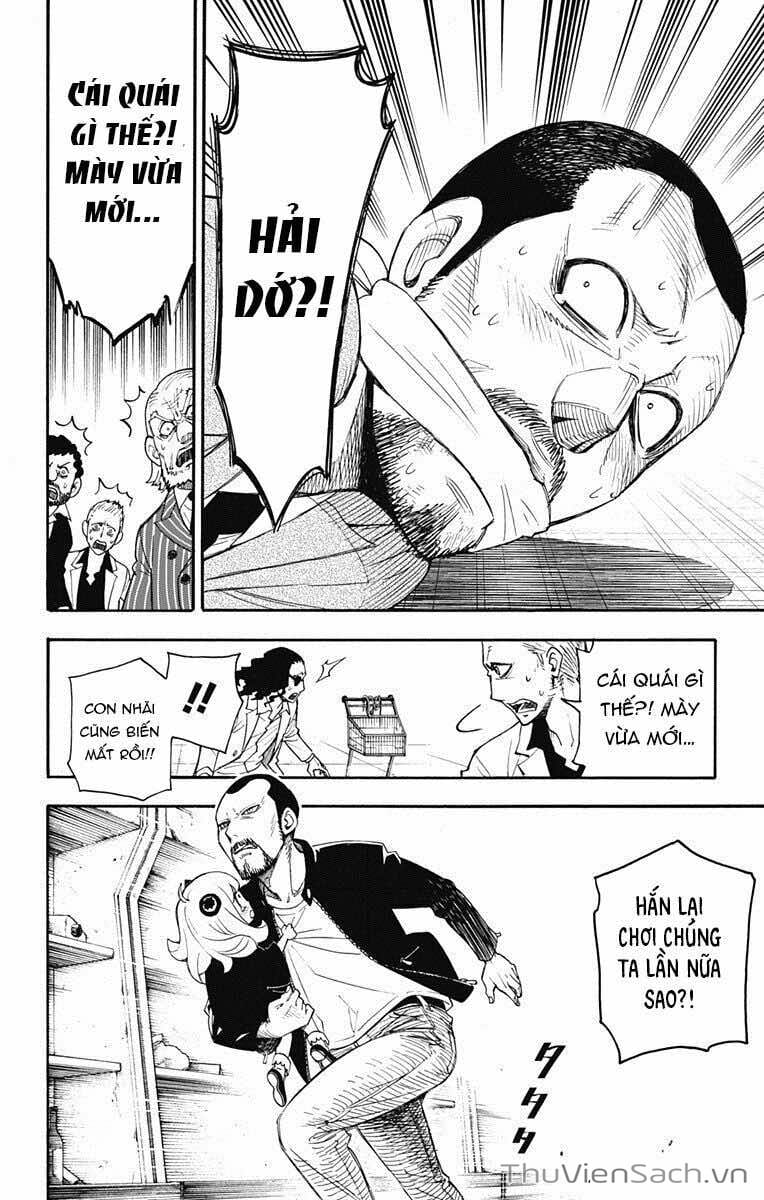 CÁI QUÁI
GÌ THẾ?!
MÀY VỪA
MỚI...
HẢI
DỚ?!
CÁI QUÁI GÌ
THẾ?! MÀY
VỪA MỚI...
!!
CON NHÃI
CŨNG BIẾN
MẤT RỒI!!
HẮN LẠI
CHƠI CHÚNG
TA LẦN NỮA
SAO?!
タタタ
ThuVienSach.vn